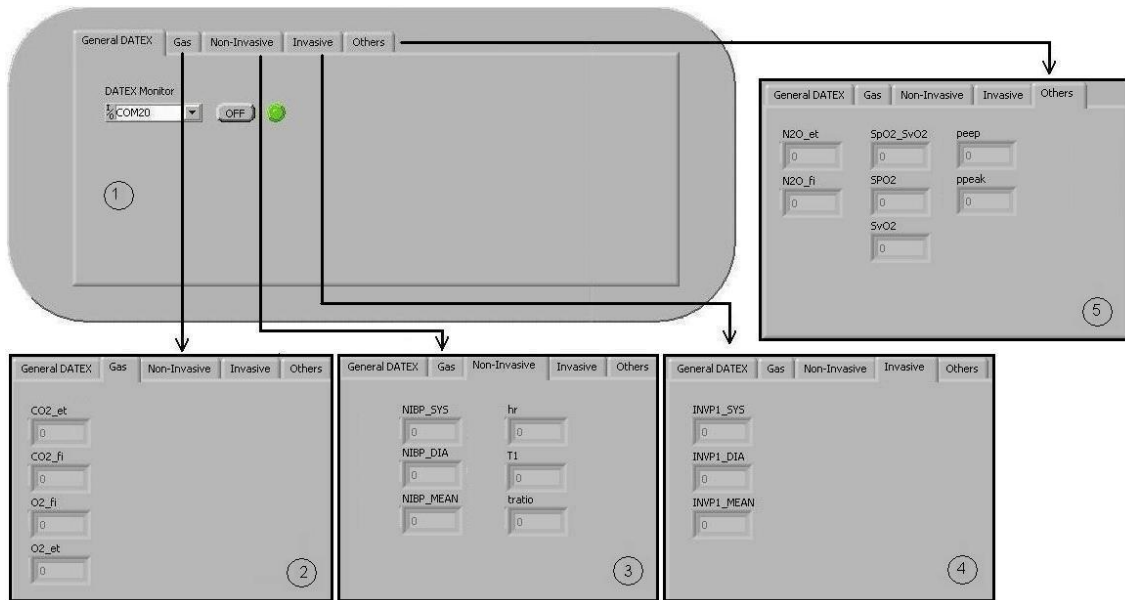 General DATEX Gas Non-Invasive Invasive Others
DATEX Monitor
I/O COM20 OFF
1
General DATEX Gas Non-Invasive Invasive Others
N2O_et SpO2_SvO2 peep
0 0 0
N2O_fi SPO2 ppeak
0 0 0
SvO2
0
5
General DATEX Gas Non-Invasive Invasive Others
CO2_et
0
CO2_fi
0
O2_fi
0
O2_et
0
2
General DATEX Gas Non-Invasive Invasive Others
NIBP_SYS hr
0 0
NIBP_DIA T1
0 0
NIBP_MEAN tratio
0 0
3
General DATEX Gas Non-Invasive Invasive Others
INVP1_SYS
0
INVP1_DIA
0
INVP1_MEAN
0
4